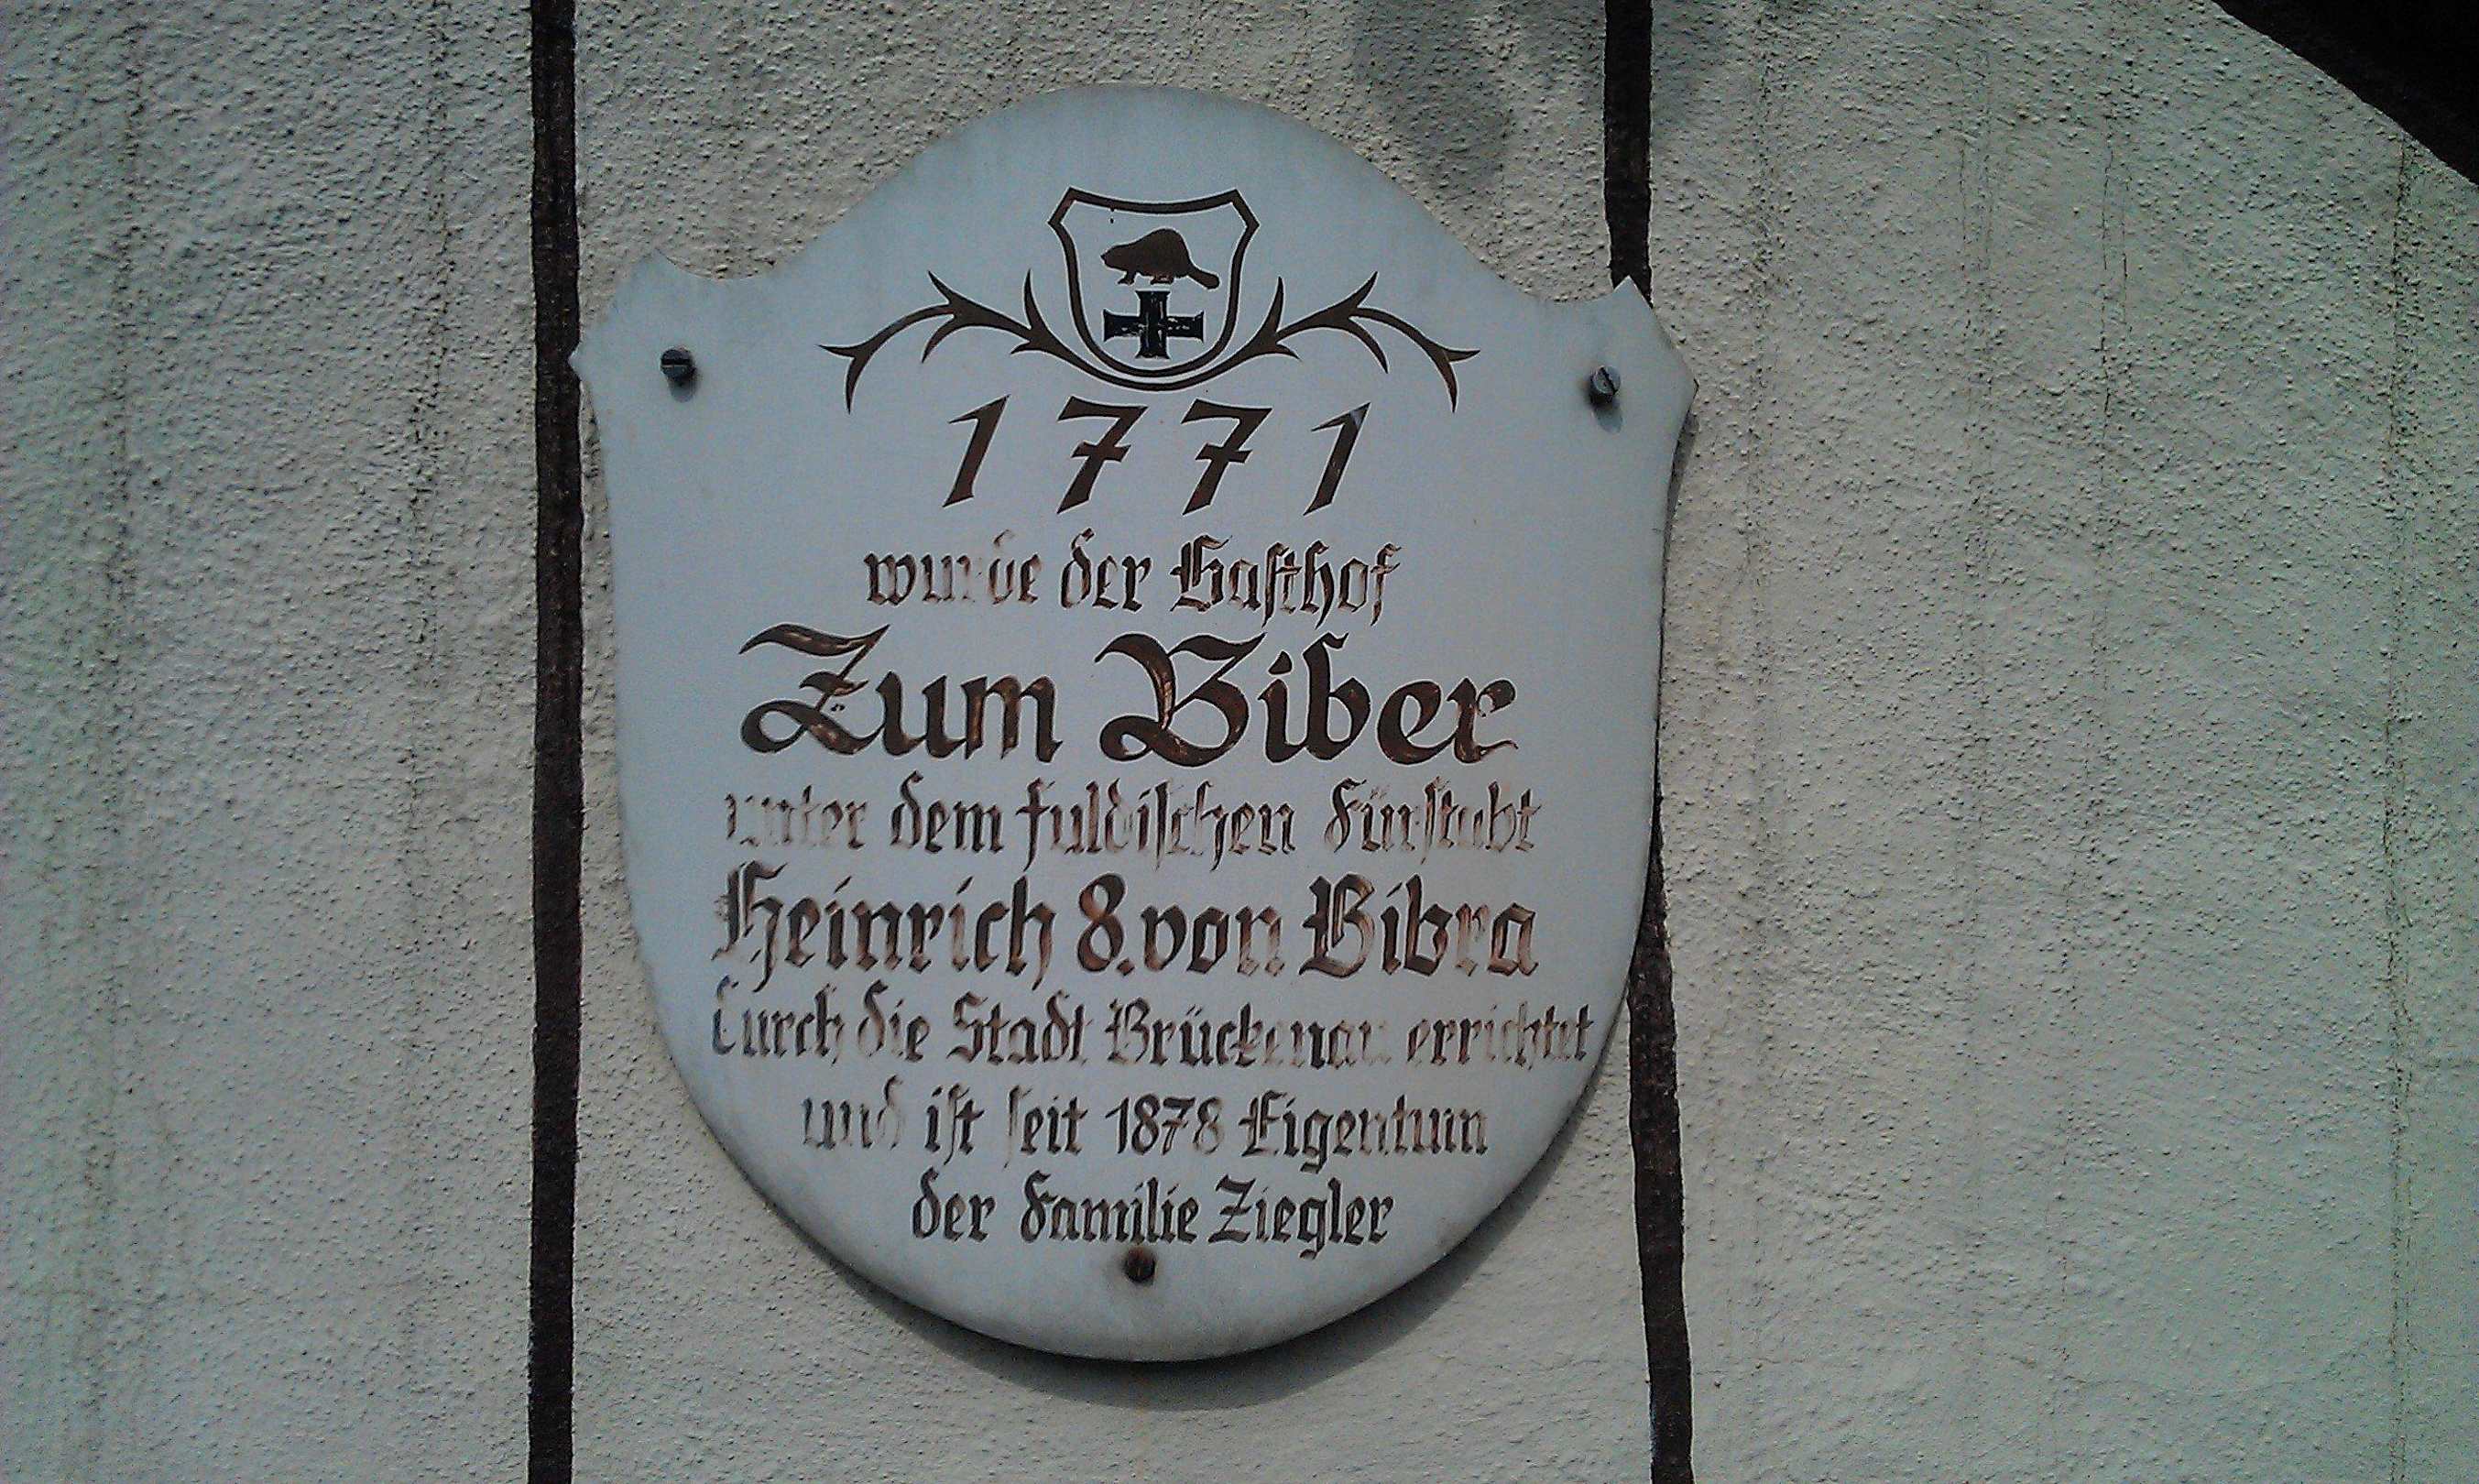 1771
wurde der Gasthof
Zum Biber
unter dem fuldischen Fürstabt
Heinrich 8. von Bibra
durch die Stadt Brückenau errichtet
und ist seit 1878 Eigentum
der Familie Ziegler